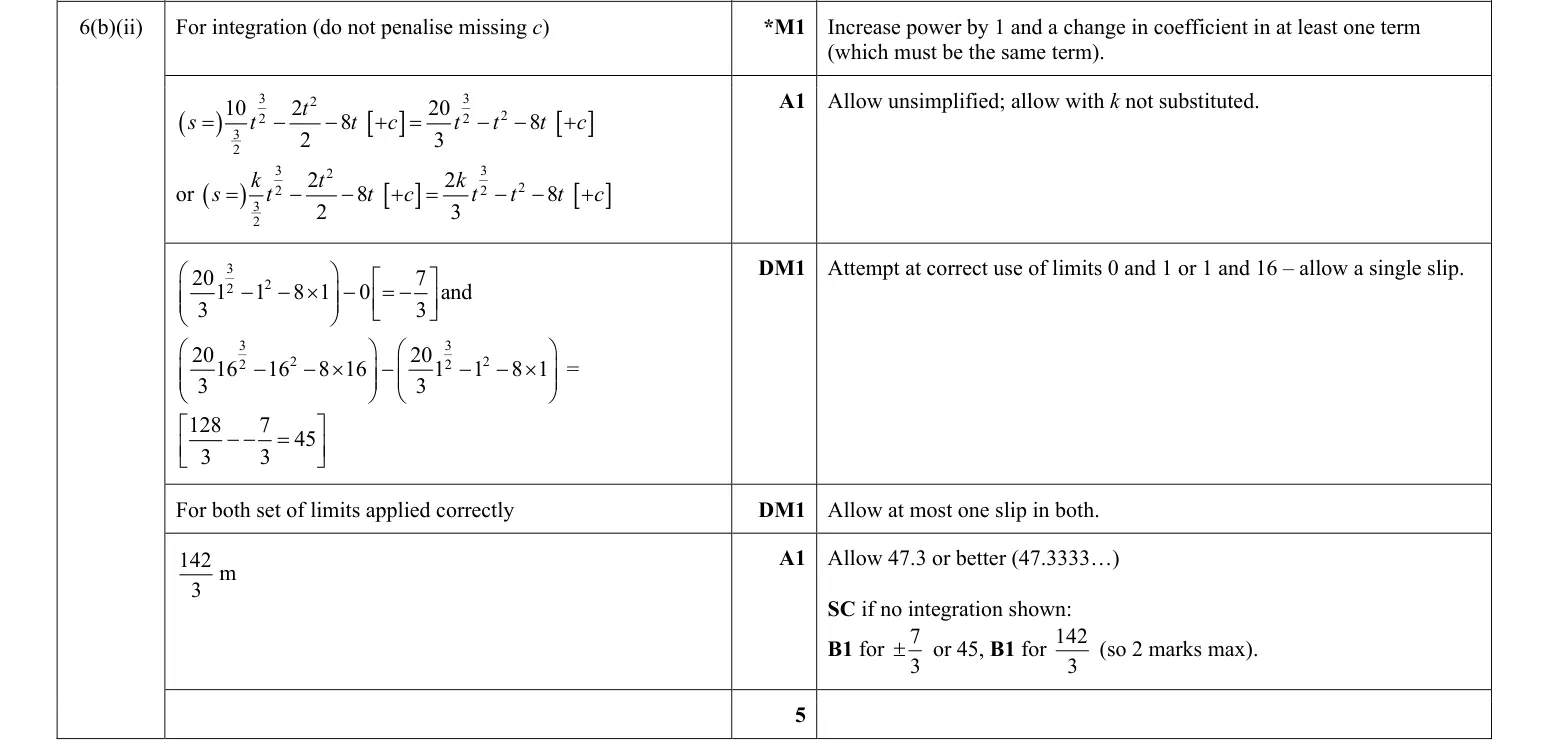 6(b)(ii) For integration (do not penalise missing c) *M1 Increase power by 1 and a change in coefficient in at least one term
(which must be the same term).
(s =) 10/(3/2) t^(3/2) − 2t²/2 − 8t [+c] = 20/3 t^(3/2) − t² − 8t [+c] A1 Allow unsimplified; allow with k not substituted.
or (s =) k/(3/2) t^(3/2) − 2t²/2 − 8t [+c] = 2k/3 t^(3/2) − t² − 8t [+c]
(20/3 1^(3/2) − 1² − 8×1) − 0 [= − 7/3] and DM1 Attempt at correct use of limits 0 and 1 or 1 and 16 – allow a single slip.
(20/3 16^(3/2) − 16² − 8×16) − (20/3 1^(3/2) − 1² − 8×1) =
[128/3 − − 7/3 = 45]
For both set of limits applied correctly DM1 Allow at most one slip in both.
142/3 m A1 Allow 47.3 or better (47.3333…)
SC if no integration shown:
B1 for ± 7/3 or 45, B1 for 142/3 (so 2 marks max).
5